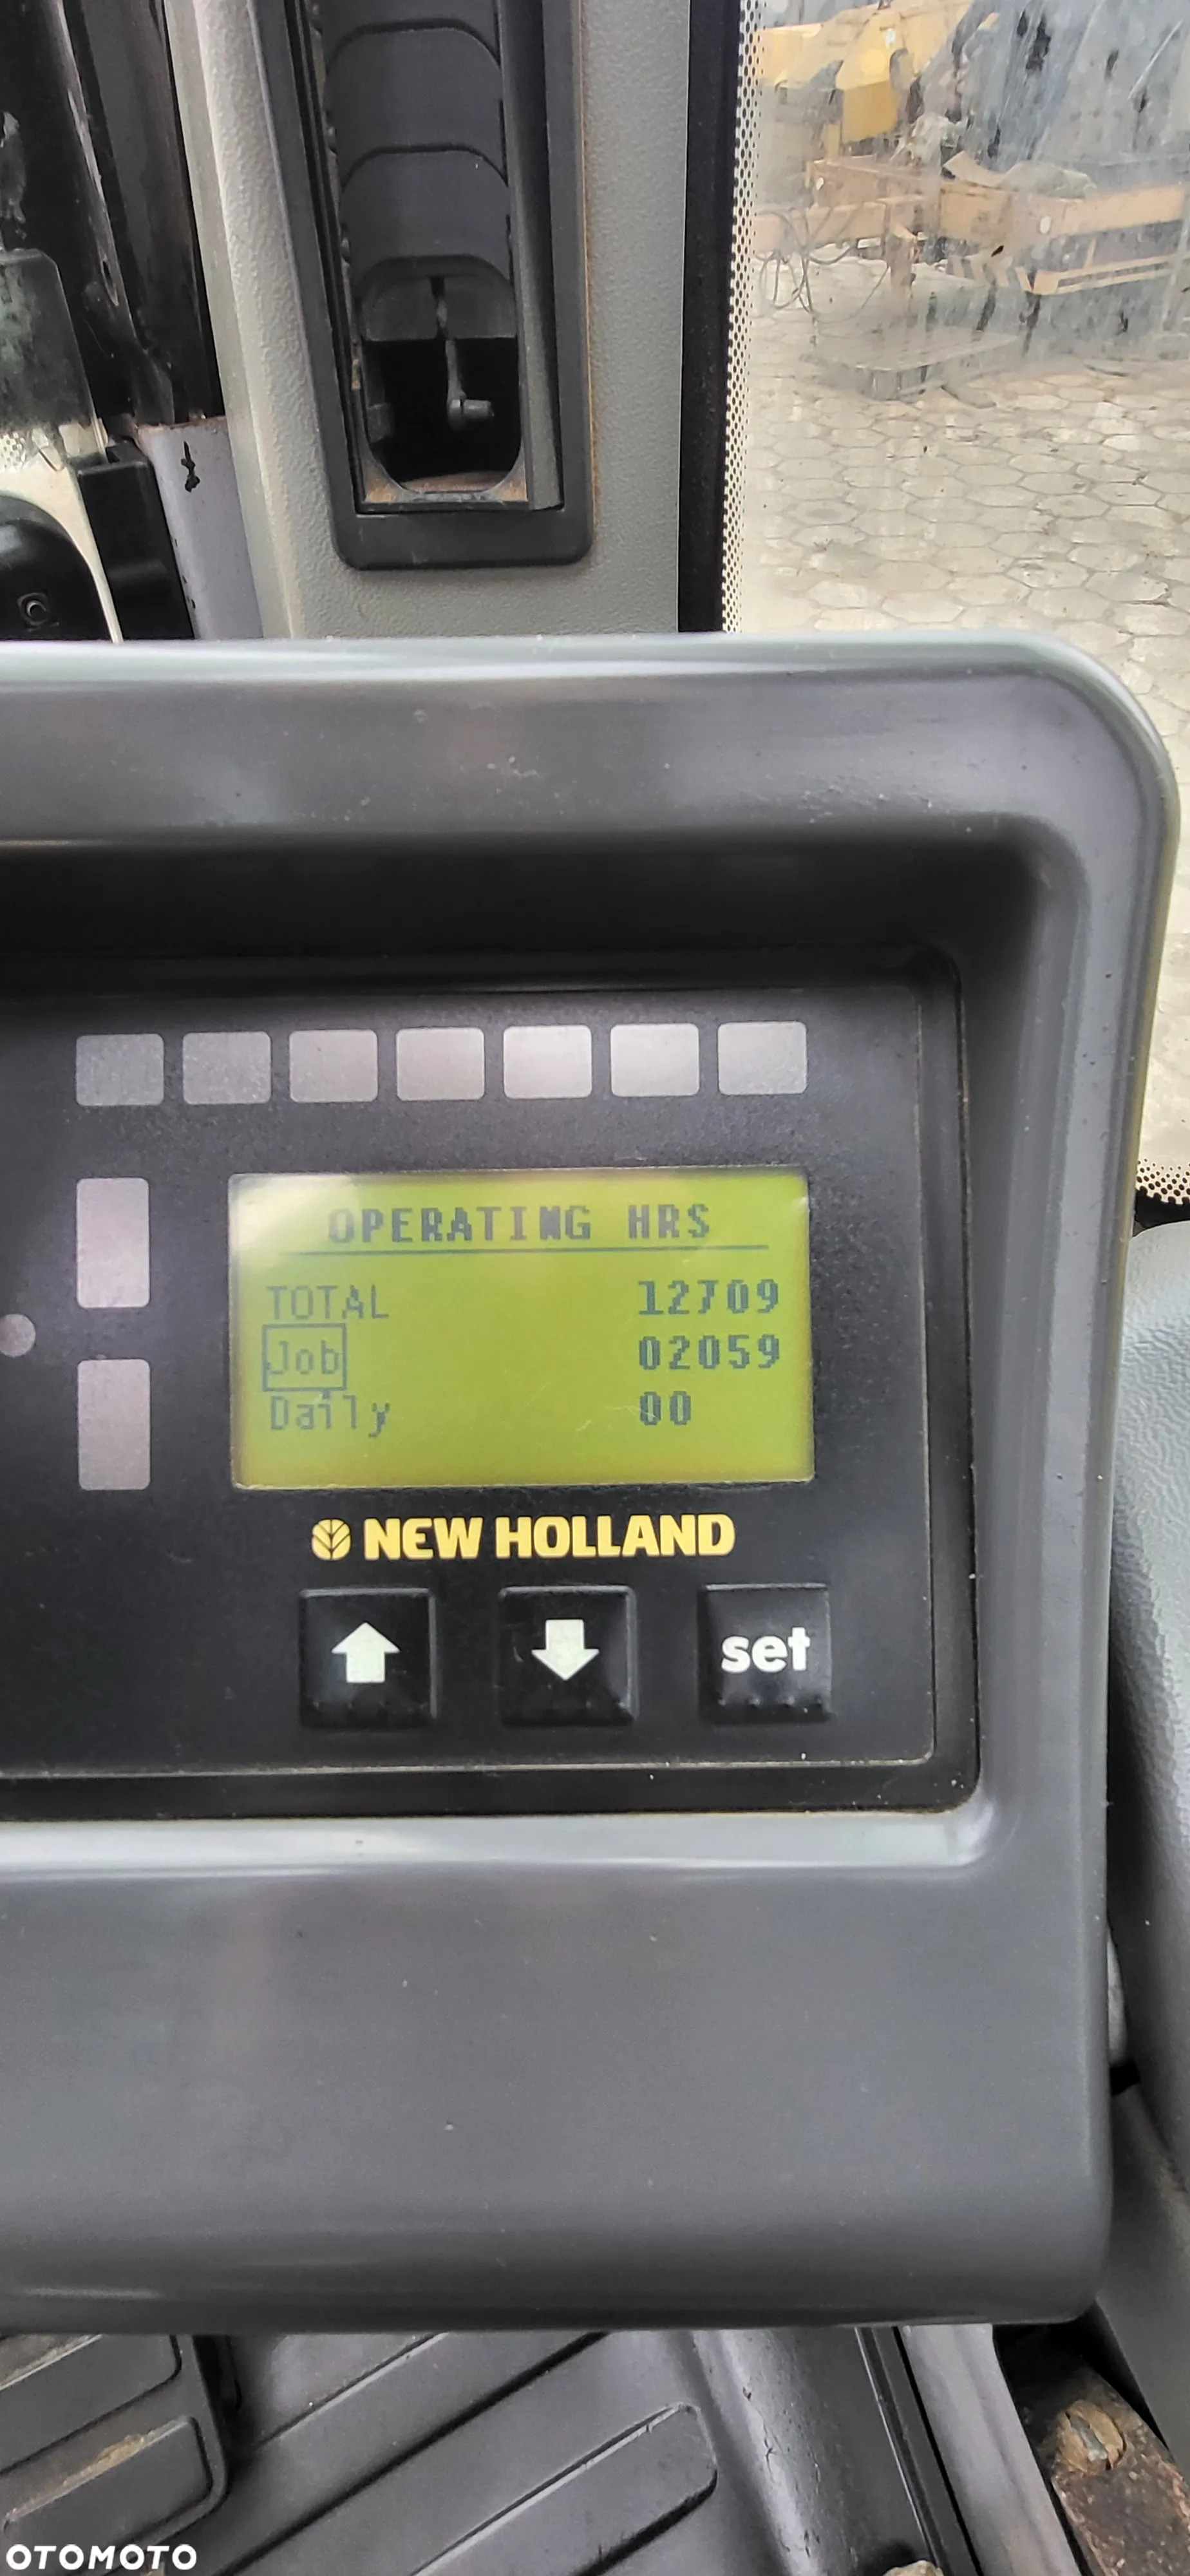 OPERATING HRS
TOTAL 12709
Job 02059
Daily 00
NEW HOLLAND
set
OTOMOTO